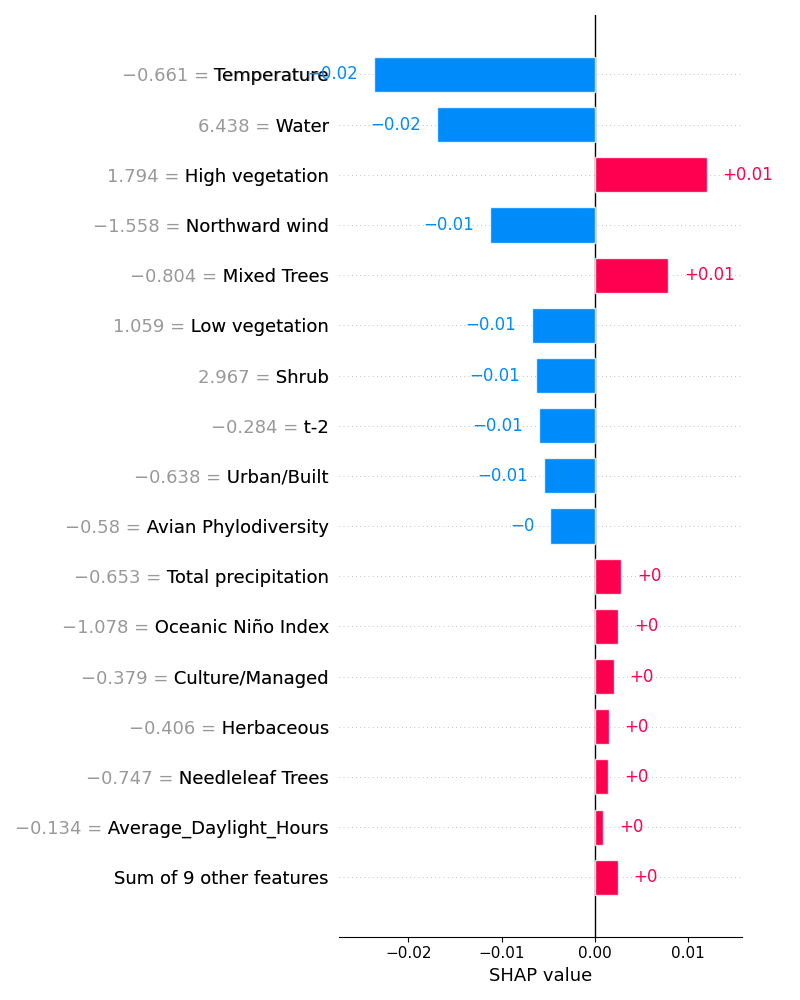 −0.661 = Temperature −0.02
6.438 = Water −0.02
1.794 = High vegetation +0.01
−1.558 = Northward wind −0.01
−0.804 = Mixed Trees +0.01
1.059 = Low vegetation −0.01
2.967 = Shrub −0.01
−0.284 = t-2 −0.01
−0.638 = Urban/Built −0.01
−0.58 = Avian Phylodiversity −0
−0.653 = Total precipitation +0
−1.078 = Oceanic Niño Index +0
−0.379 = Culture/Managed +0
−0.406 = Herbaceous +0
−0.747 = Needleleaf Trees +0
−0.134 = Average_Daylight_Hours +0
Sum of 9 other features +0
−0.02 −0.01 0.00 0.01
SHAP value